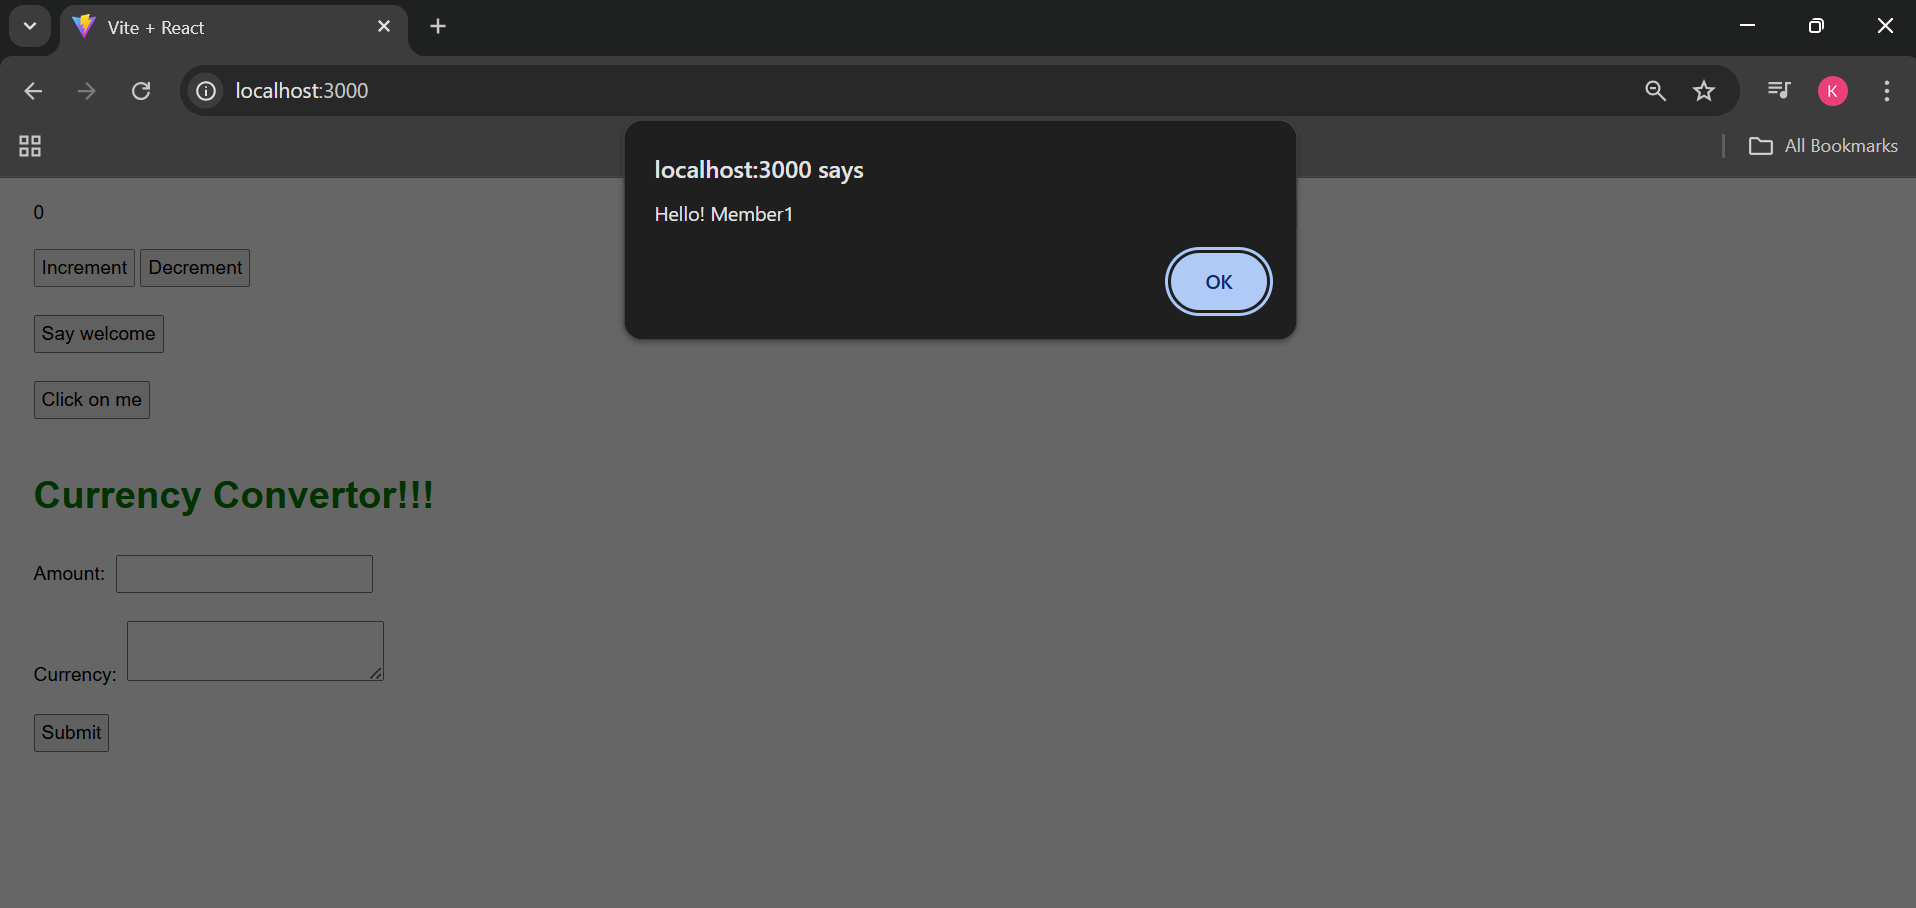 Vite + React
localhost:3000
K
All Bookmarks
localhost:3000 says
Hello! Member1
OK
0
Increment Decrement
Say welcome
Click on me
Currency Convertor!!!
Amount:
Currency:
Submit